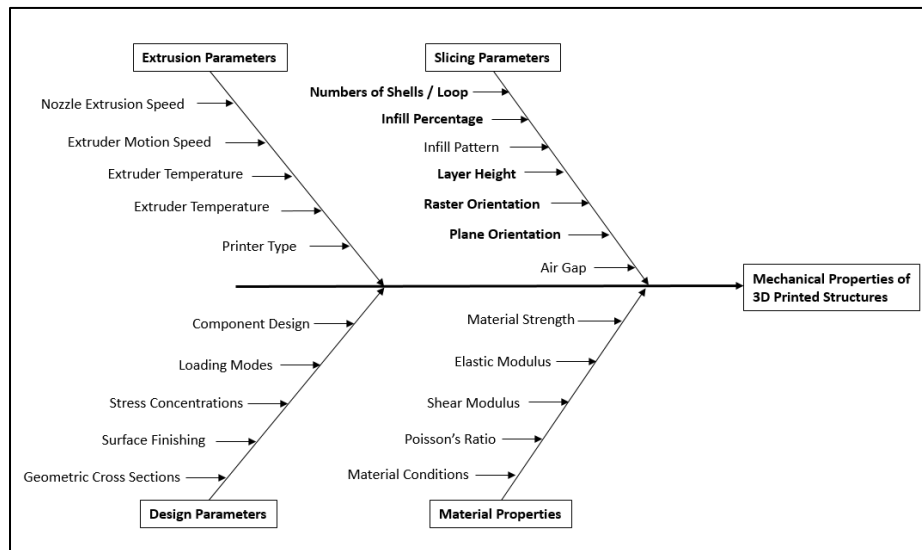 Extrusion Parameters
Nozzle Extrusion Speed
Extruder Motion Speed
Extruder Temperature
Extruder Temperature
Printer Type
Slicing Parameters
Numbers of Shells / Loop
Infill Percentage
Infill Pattern
Layer Height
Raster Orientation
Plane Orientation
Air Gap
Mechanical Properties of
3D Printed Structures
Component Design
Loading Modes
Stress Concentrations
Surface Finishing
Geometric Cross Sections
Design Parameters
Material Strength
Elastic Modulus
Shear Modulus
Poisson's Ratio
Material Conditions
Material Properties